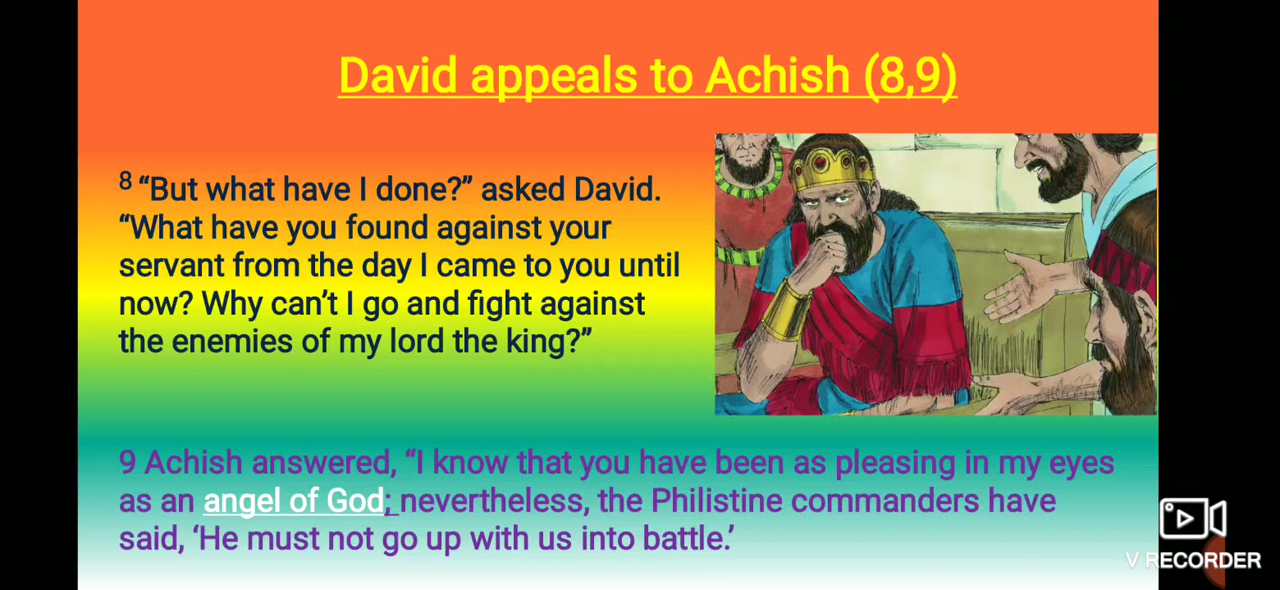 David appeals to Achish (8,9)
8 “But what have I done?” asked David.
“What have you found against your
servant from the day I came to you until
now? Why can’t I go and fight against
the enemies of my lord the king?”
9 Achish answered, “I know that you have been as pleasing in my eyes
as an angel of God; nevertheless, the Philistine commanders have
said, ‘He must not go up with us into battle.’
V RECORDER